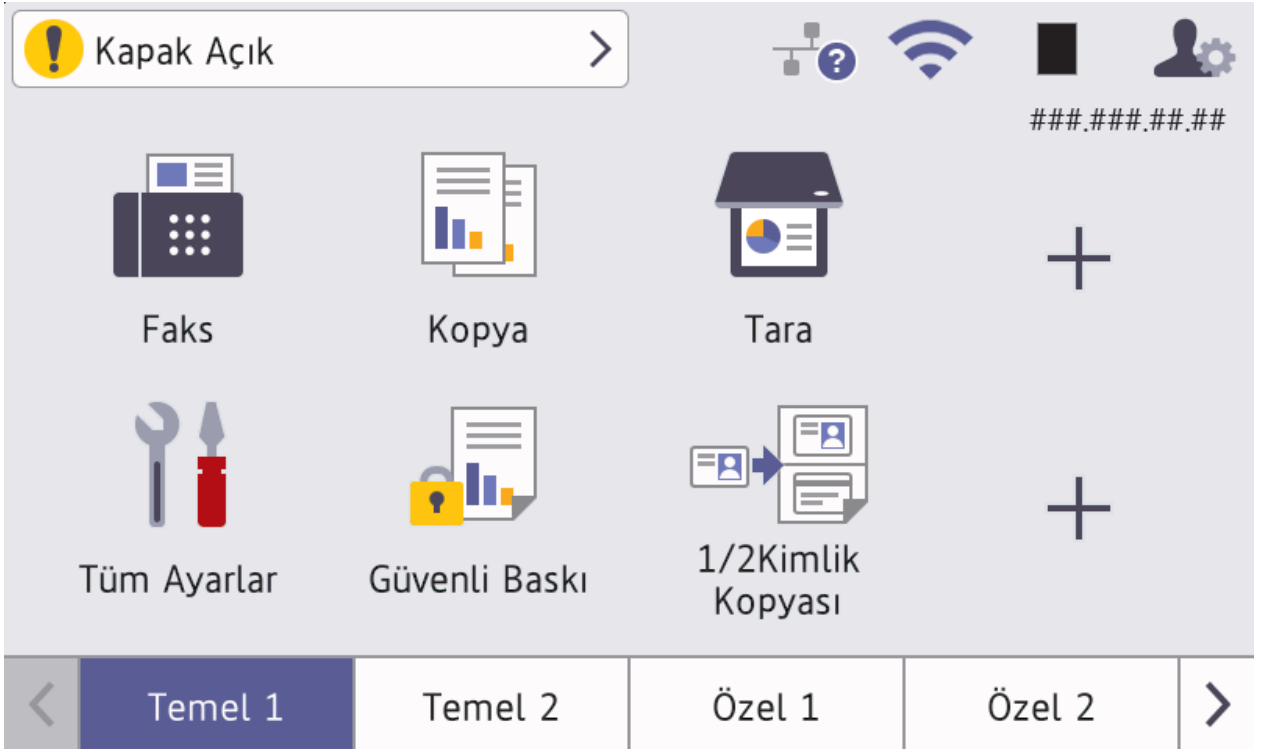 Kapak Açık
###.###.##.##
Faks
Kopya
Tara
Tüm Ayarlar
Güvenli Baskı
1/2Kimlik
Kopyası
Temel 1
Temel 2
Özel 1
Özel 2